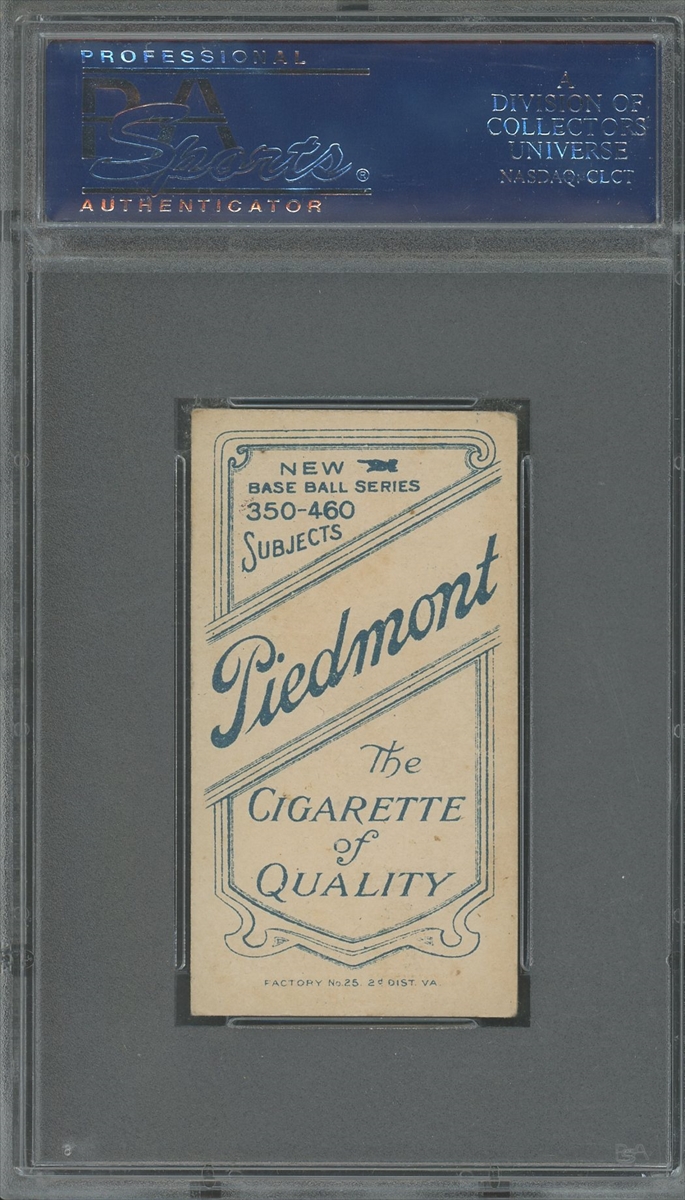 PROFESSIONAL
PSA
Sports®
AUTHENTICATOR
A
DIVISION OF
COLLECTORS
UNIVERSE
NASDAQ: CLCT
NEW
BASE BALL SERIES
350-460
SUBJECTS
Piedmont
The
CIGARETTE
of
QUALITY
FACTORY No. 25. 2d DIST. VA.
PSA